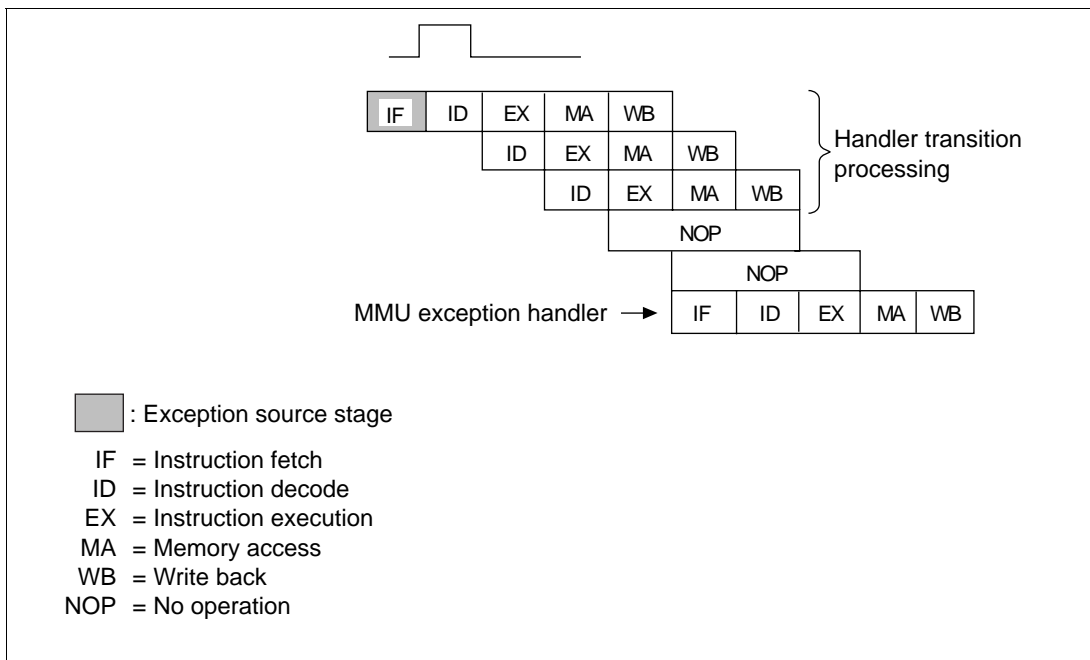 IF ID EX MA WB
ID EX MA WB
ID EX MA WB
Handler transition
processing
NOP
NOP
MMU exception handler
IF ID EX MA WB
: Exception source stage
IF = Instruction fetch
ID = Instruction decode
EX = Instruction execution
MA = Memory access
WB = Write back
NOP = No operation